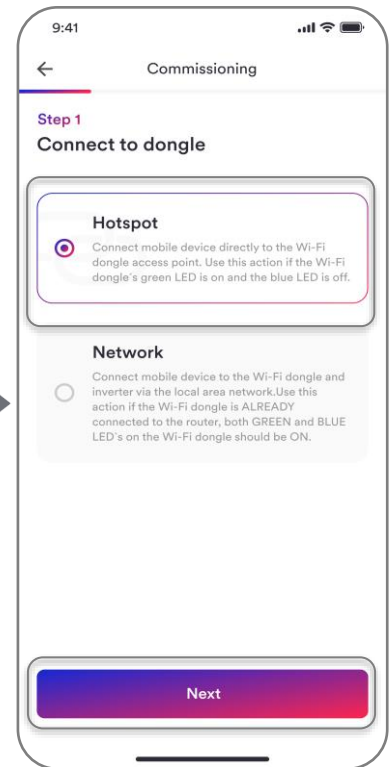 9:41
Commissioning
Step 1
Connect to dongle
Hotspot
Connect mobile device directly to the Wi-Fi
dongle access point. Use this action if the Wi-Fi
dongle´s green LED is on and the blue LED is off.
Network
Connect mobile device to the Wi-Fi dongle and
inverter via the local area network.Use this
action if the Wi-Fi dongle is ALREADY
connected to the router, both GREEN and BLUE
LED`s on the Wi-Fi dongle should be ON.
Next